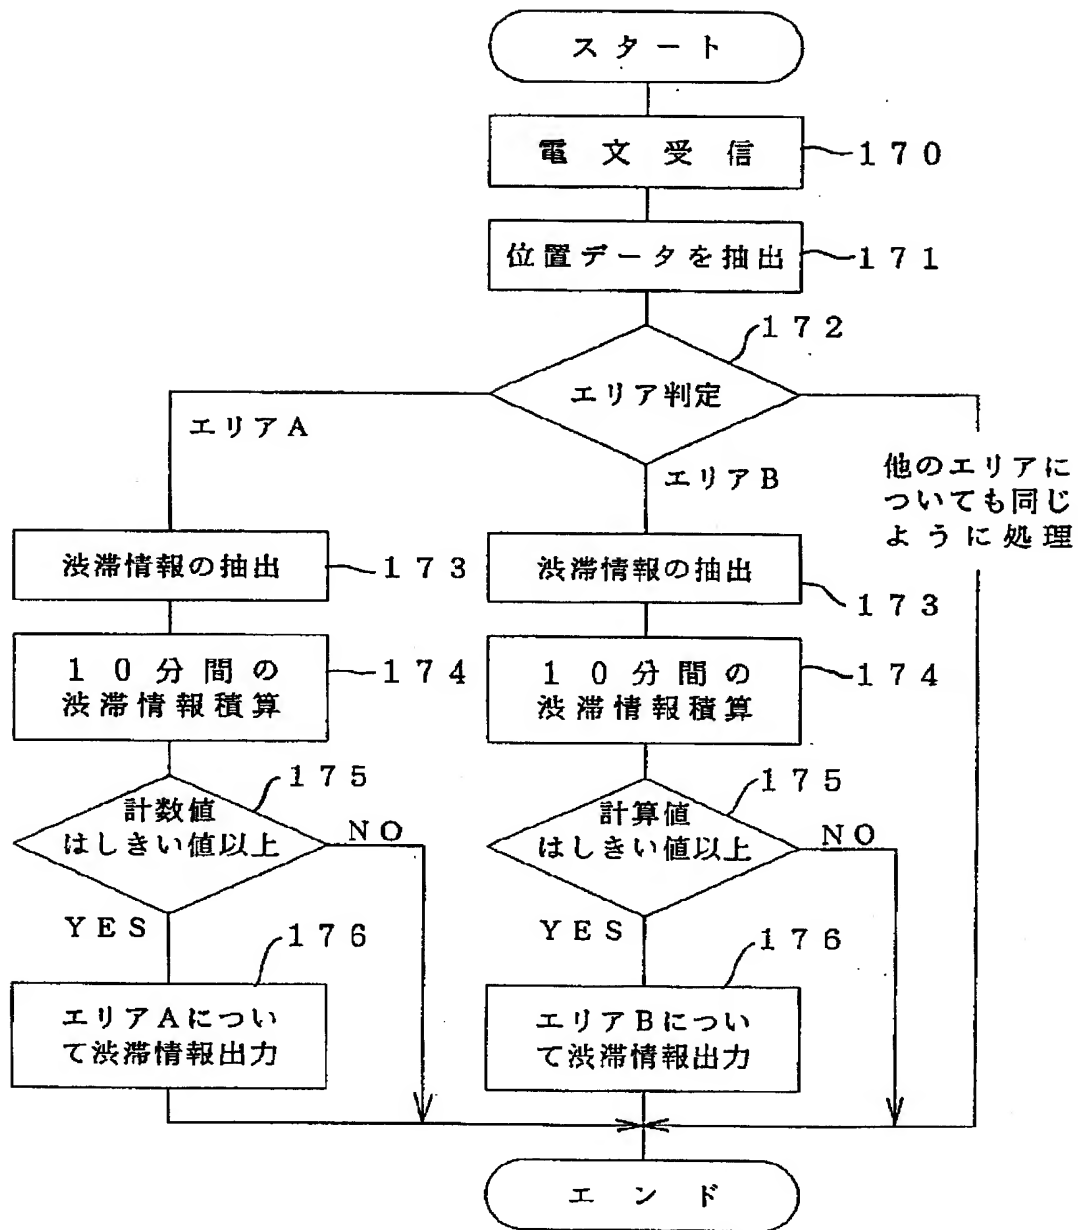 スタート
電文受信
170
位置データを抽出
171
172
エリア判定
エリアA
エリアB
他のエリアに
ついても同じ
ように処理
渋滞情報の抽出
173
渋滞情報の抽出
173
10分間の
渋滞情報積算
174
10分間の
渋滞情報積算
174
175
計数値
はしきい値以上
NO
YES
175
計算値
はしきい値以上
NO
YES
176
エリアAについ
て渋滞情報出力
176
エリアBについ
て渋滞情報出力
エンド